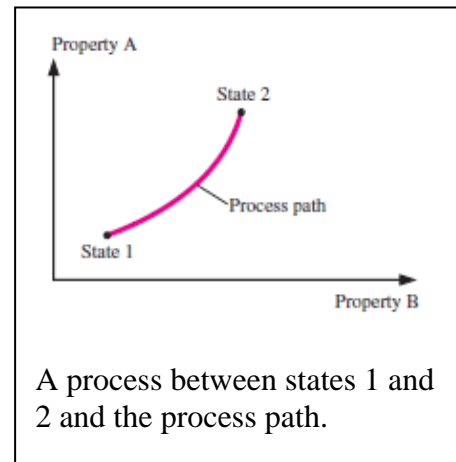 Property A
State 2
Process path
State 1
Property B
A process between states 1 and
2 and the process path.